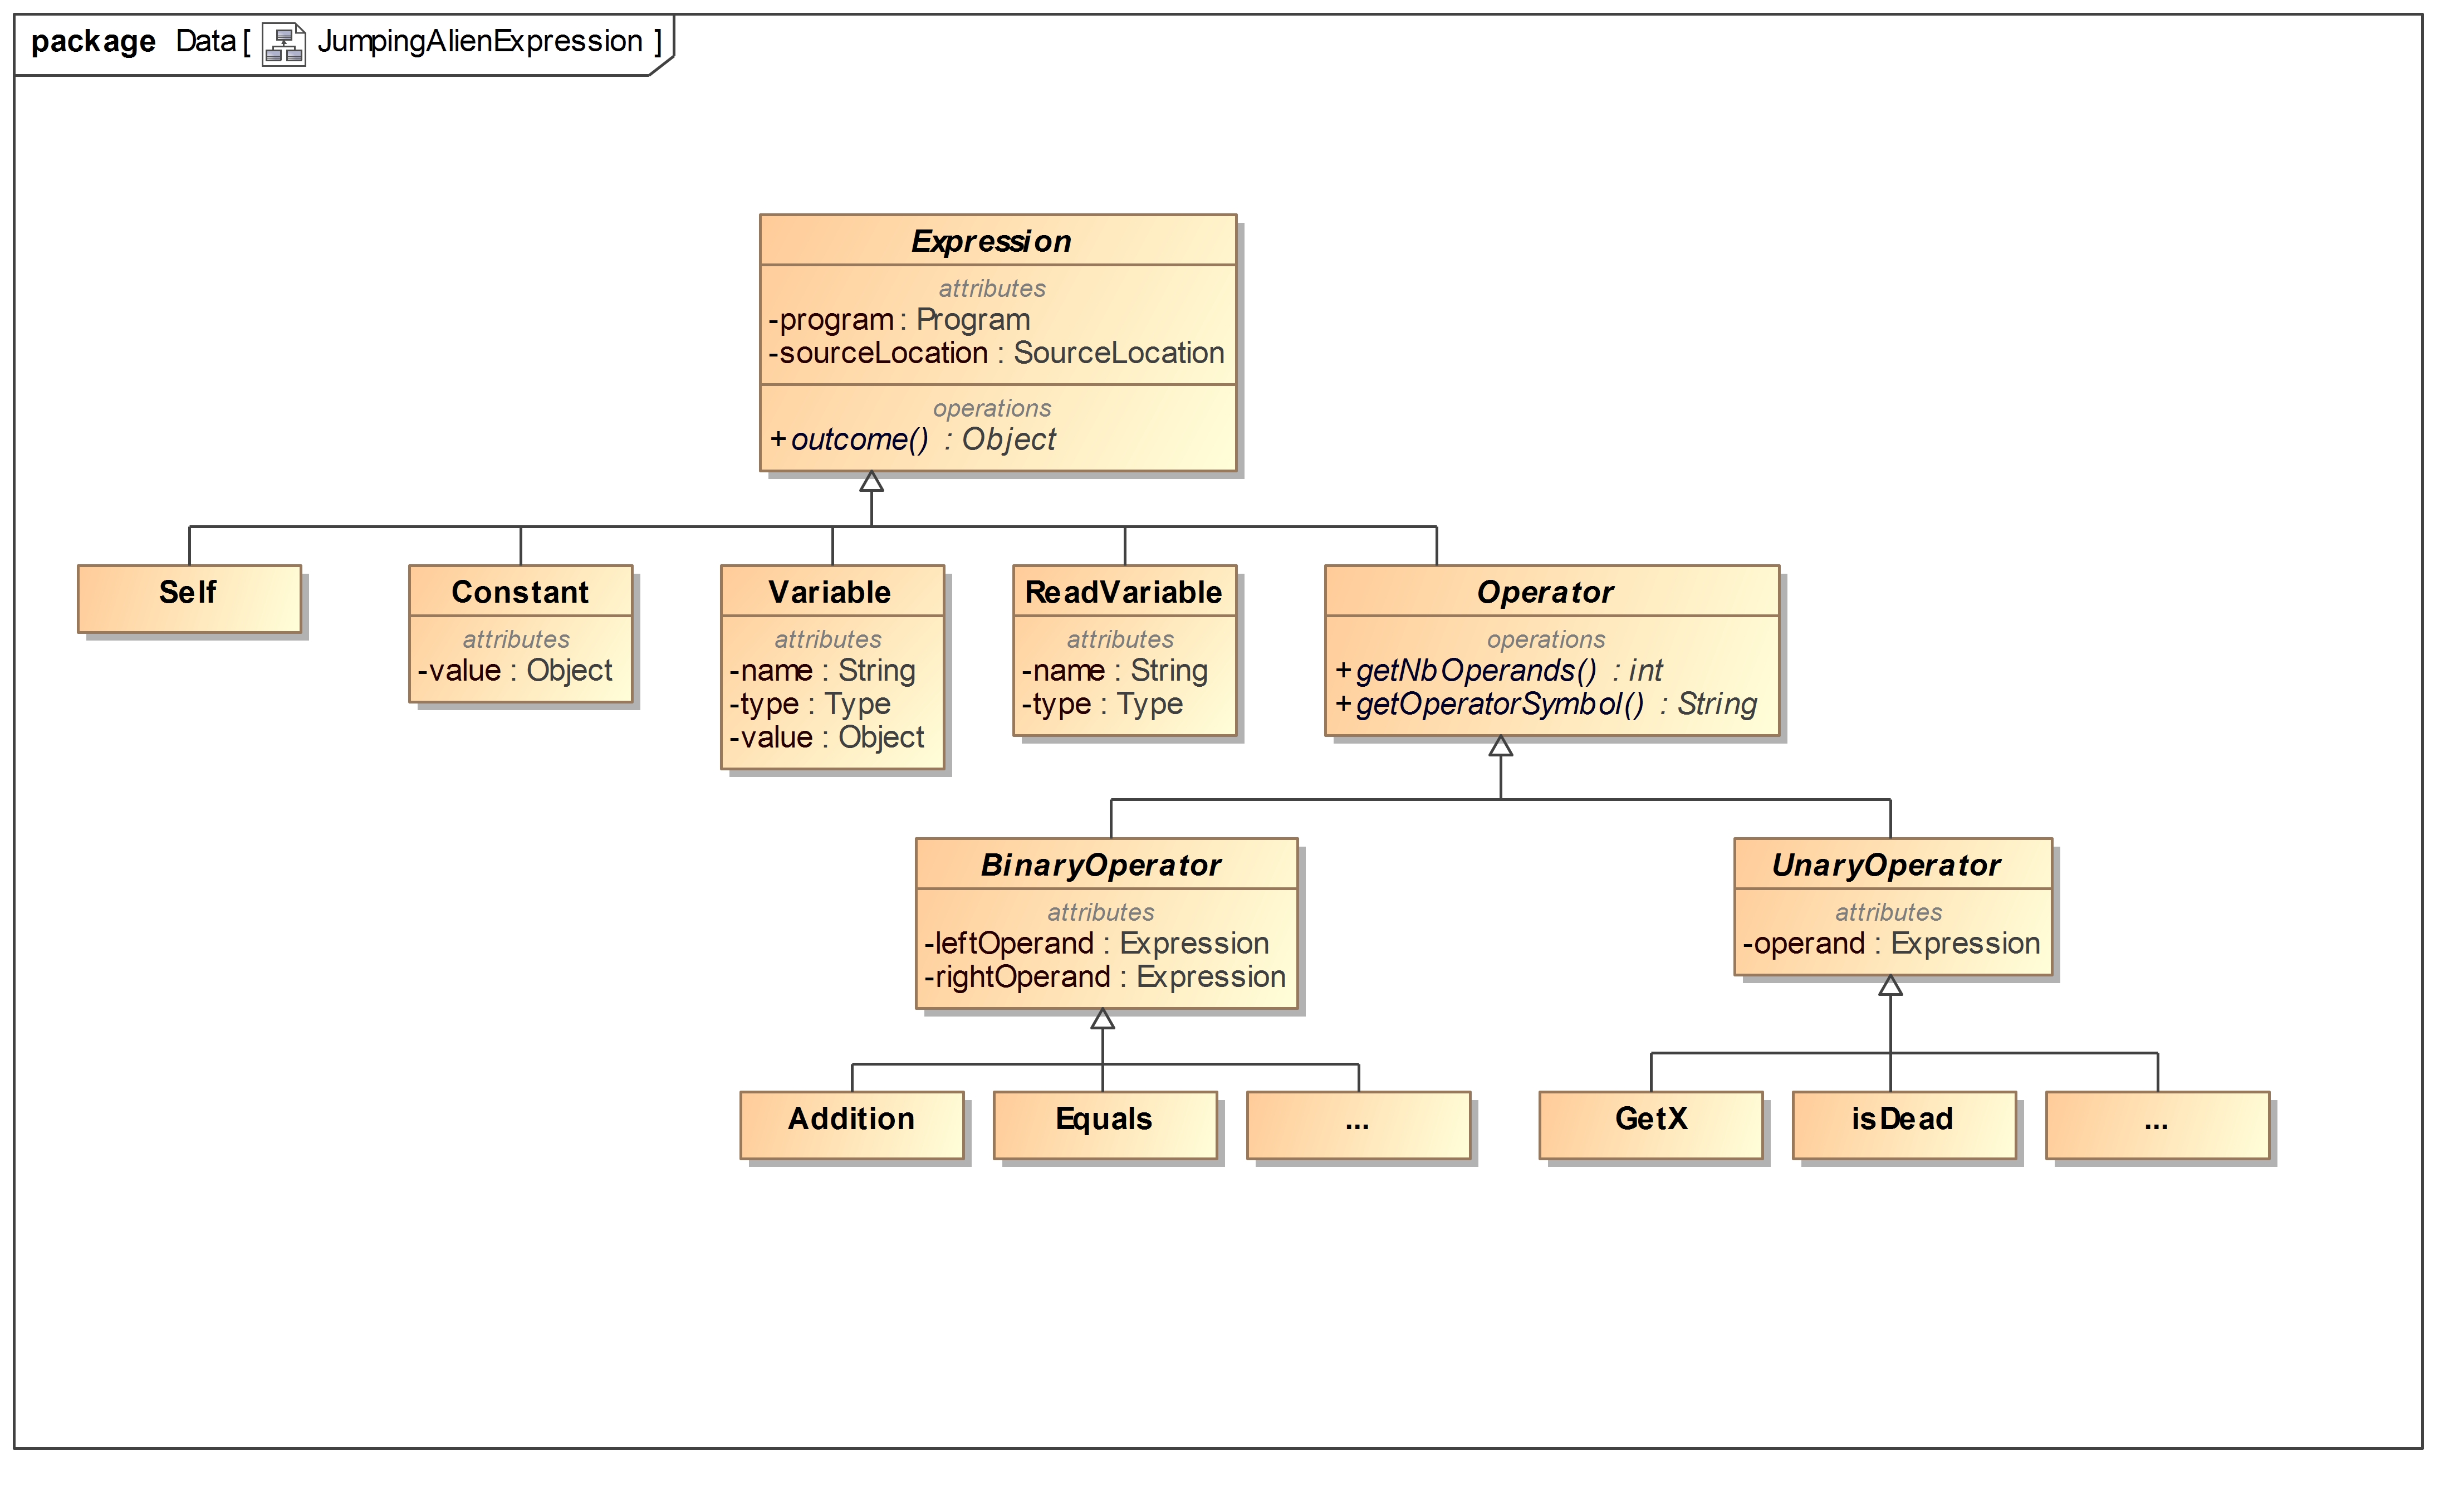 package Data [ JumpingAlienExpression ]
Expression
attributes
-program : Program
-sourceLocation : SourceLocation
operations
+outcome() : Object
Self
Constant
attributes
-value : Object
Variable
attributes
-name : String
-type : Type
-value : Object
ReadVariable
attributes
-name : String
-type : Type
Operator
operations
+getNbOperands() : int
+getOperatorSymbol() : String
BinaryOperator
attributes
-leftOperand : Expression
-rightOperand : Expression
UnaryOperator
attributes
-operand : Expression
Addition
Equals
...
GetX
isDead
...